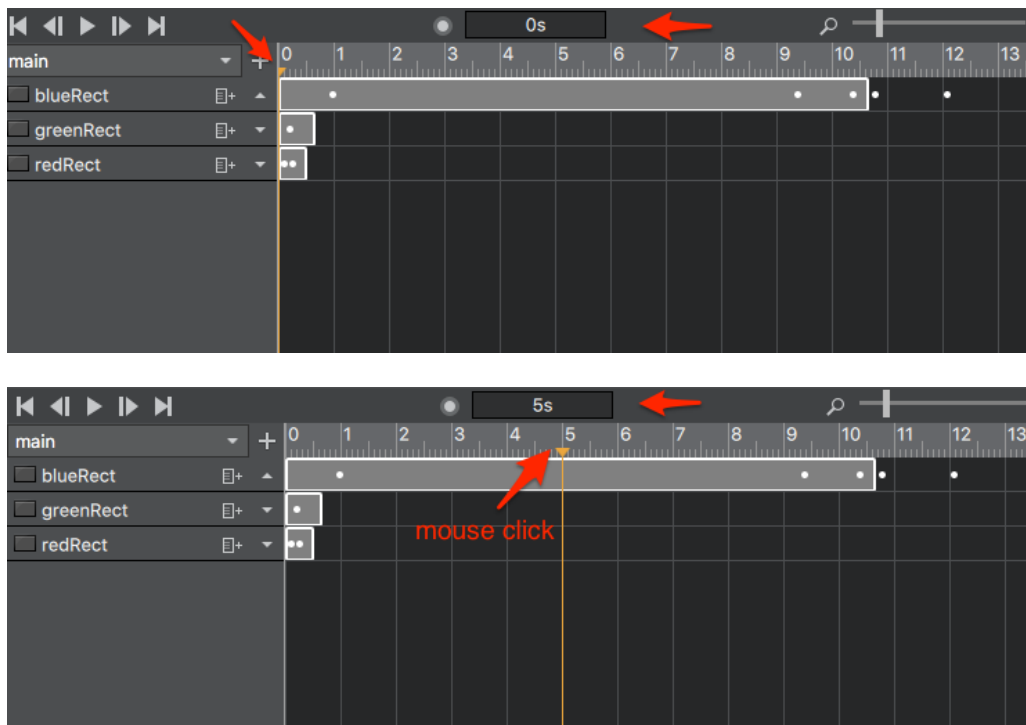 0s
main + 0 1 2 3 4 5 6 7 8 9 10 11 12 13
blueRect
greenRect
redRect
5s
main + 0 1 2 3 4 5 6 7 8 9 10 11 12 13
blueRect
greenRect
mouse click
redRect